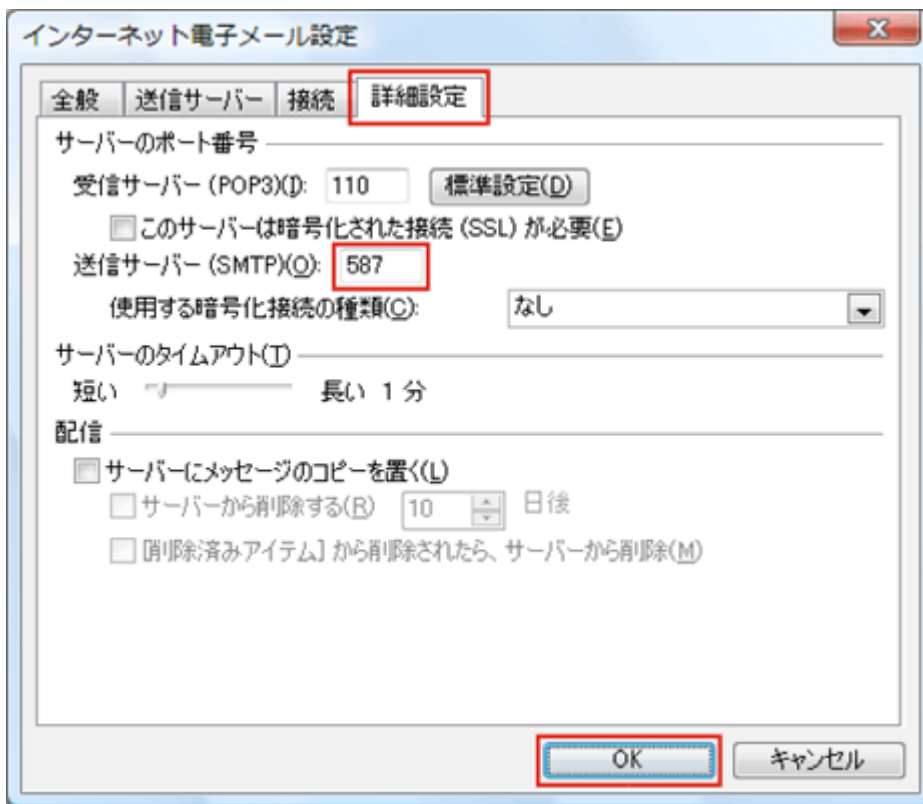 インターネット電子メール設定
全般 送信サーバー 接続 詳細設定
サーバーのポート番号
受信サーバー (POP3)(I): 110 標準設定(D)
このサーバーは暗号化された接続 (SSL) が必要(E)
送信サーバー (SMTP)(O): 587
使用する暗号化接続の種類(C): なし
サーバーのタイムアウト(T)
短い 長い 1 分
配信
サーバーにメッセージのコピーを置く(L)
サーバーから削除する(R) 10 日後
[削除済みアイテム] から削除されたら、サーバーから削除(M)
OK キャンセル